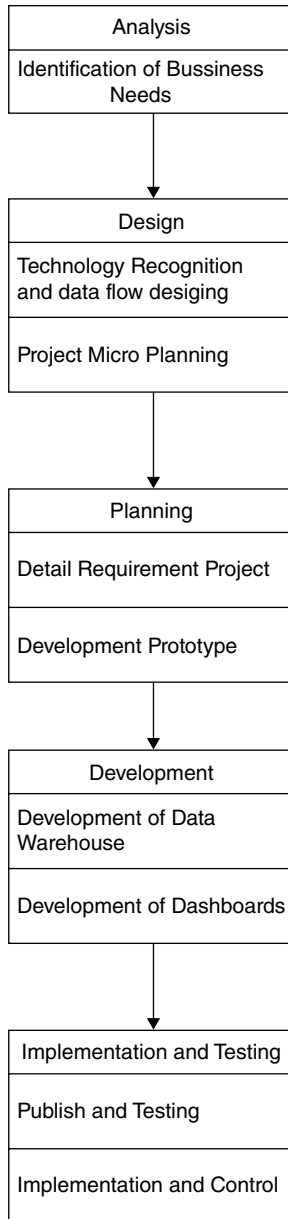 Analysis
Identification of Bussiness
Needs
Design
Technology Recognition
and data flow desiging
Project Micro Planning
Planning
Detail Requirement Project
Development Prototype
Development
Development of Data
Warehouse
Development of Dashboards
Implementation and Testing
Publish and Testing
Implementation and Control